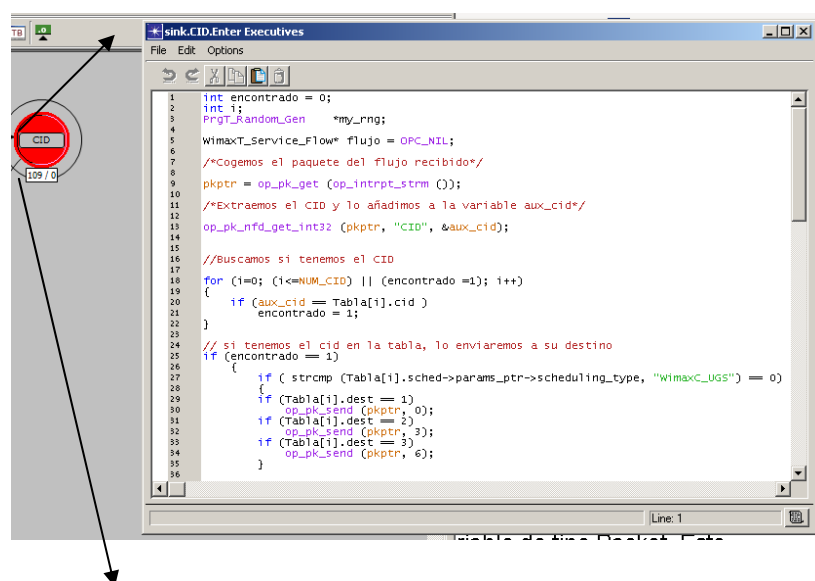 TB
sink.CID.Enter Executives
File Edit Options
CID
109 / 0
1 int encontrado = 0;
2 int i;
3 PrgT_Random_Gen *my_rng;
4
5 WimaxT_Service_Flow* flujo = OPC_NIL;
6
7 /*Cogemos el paquete del flujo recibido*/
8
9 pkptr = op_pk_get (op_intrpt_strm ());
10
11 /*Extraemos el CID y lo añadimos a la variable aux_cid*/
12
13 op_pk_nfd_get_int32 (pkptr, "CID", &aux_cid);
14
15
16 //Buscamos si tenemos el CID
17
18 for (i=0; (i<=NUM_CID) || (encontrado =1); i++)
19 {
20 if (aux_cid == Tabla[i].cid )
21 encontrado = 1;
22 }
23
24 // si tenemos el cid en la tabla, lo enviaremos a su destino
25 if (encontrado == 1)
26 {
27 if ( strcmp (Tabla[i].sched->params_ptr->scheduling_type, "WimaxC_UGS") == 0)
28 {
29 if (Tabla[i].dest == 1)
30 op_pk_send (pkptr, 0);
31 if (Tabla[i].dest == 2)
32 op_pk_send (pkptr, 3);
33 if (Tabla[i].dest == 3)
34 op_pk_send (pkptr, 6);
35 }
36
Line: 1